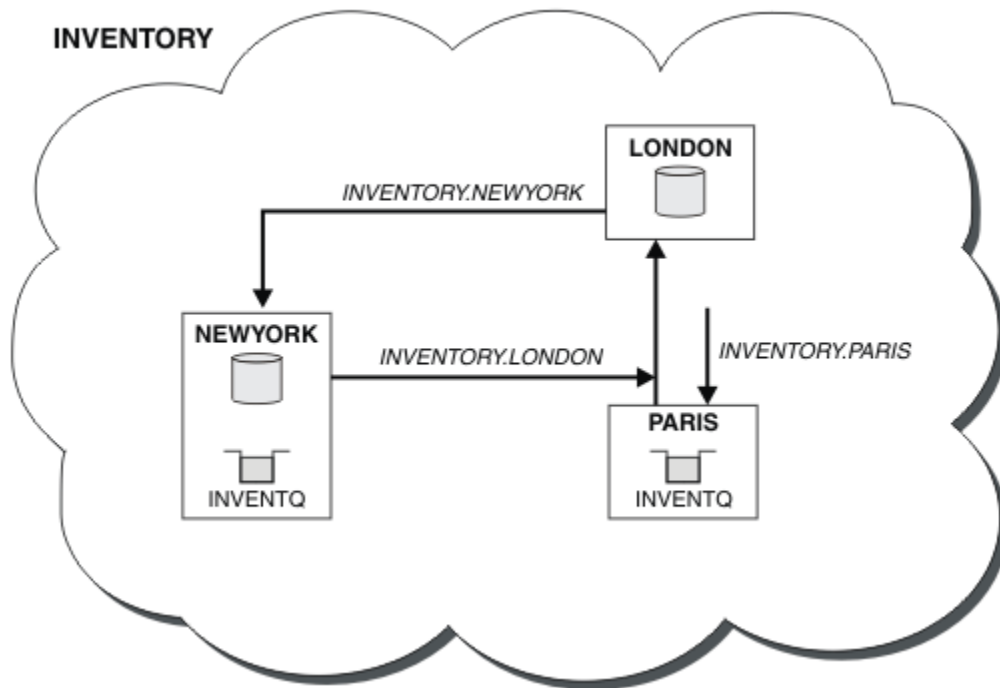 INVENTORY
LONDON
INVENTORY.NEWYORK
NEWYORK
INVENTORY.LONDON
INVENTORY.PARIS
PARIS
INVENTQ
INVENTQ